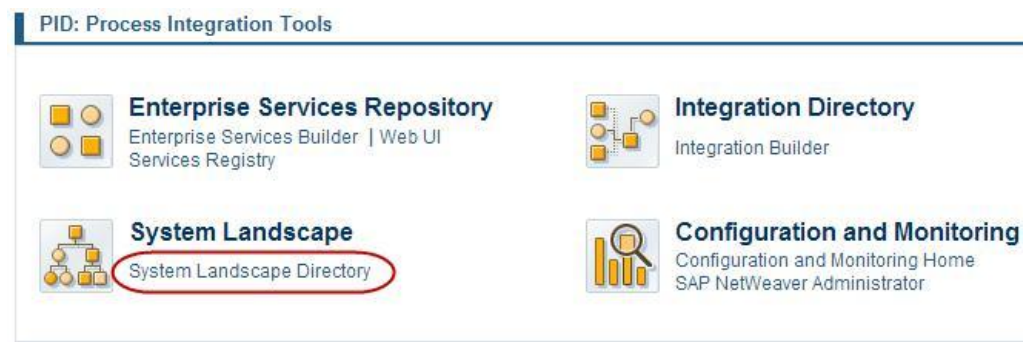 PID: Process Integration Tools
Enterprise Services Repository
Enterprise Services Builder | Web UI
Services Registry
Integration Directory
Integration Builder
System Landscape
System Landscape Directory
Configuration and Monitoring
Configuration and Monitoring Home
SAP NetWeaver Administrator